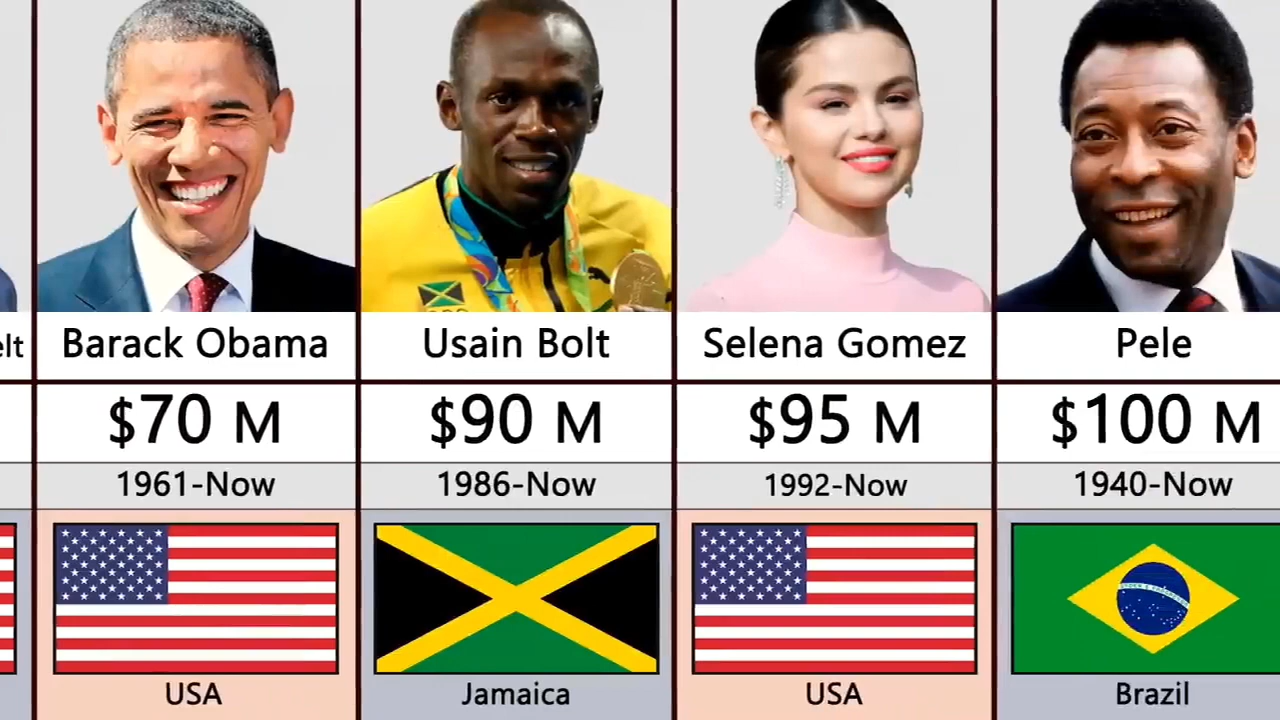 elt
Barack Obama
Usain Bolt
Selena Gomez
Pele
$70 M
$90 M
$95 M
$100 M
1961-Now
1986-Now
1992-Now
1940-Now
USA
Jamaica
USA
Brazil